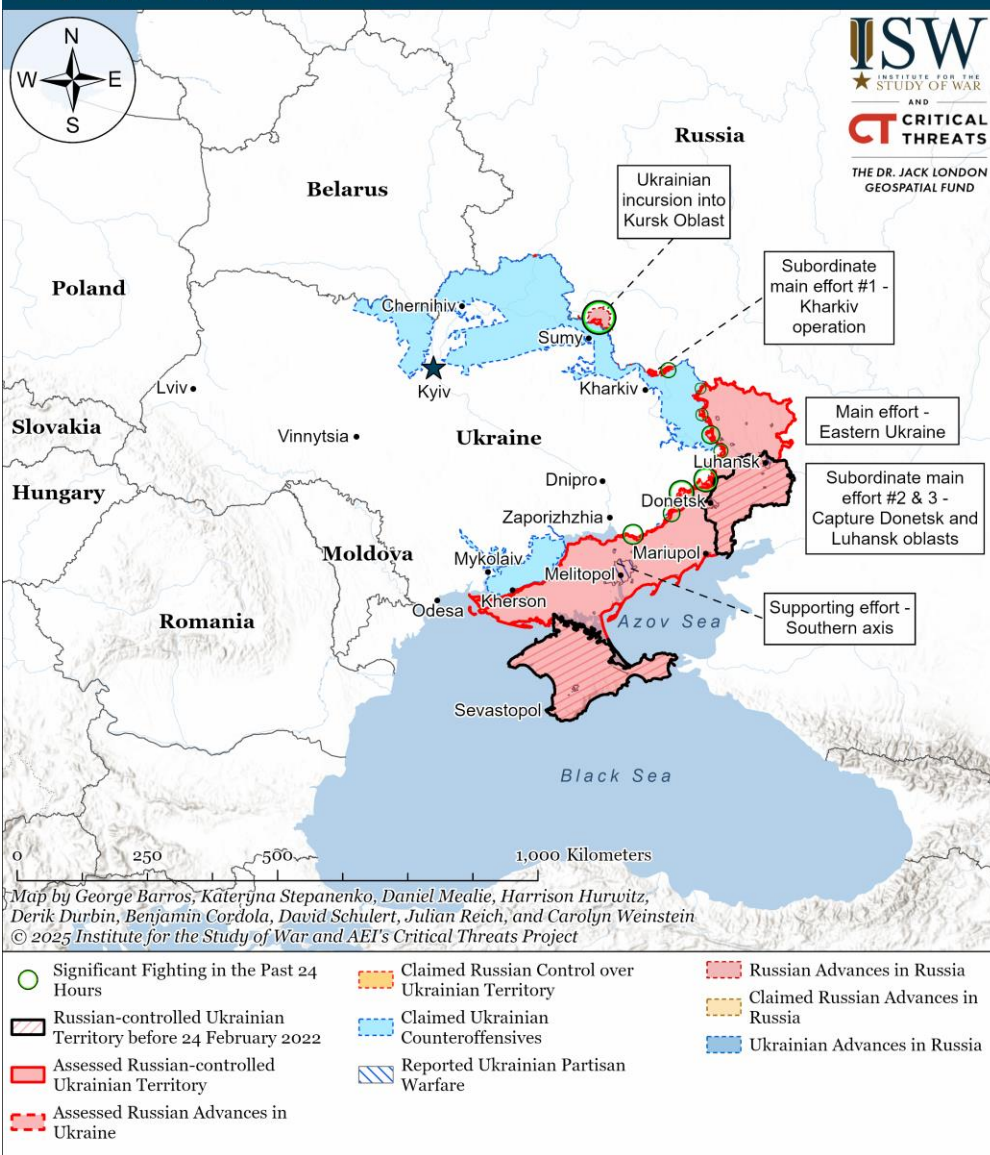 N
W E
S
ISW
INSTITUTE FOR THE
STUDY OF WAR
AND
CT CRITICAL
THREATS
THE DR. JACK LONDON
GEOSPATIAL FUND
Russia
Belarus
Ukrainian
incursion into
Kursk Oblast
Subordinate
main effort #1 -
Kharkiv
operation
Poland
Chernihiv
Sumy
Kyiv
Lviv
Kharkiv
Slovakia
Vinnytsia
Ukraine
Main effort -
Eastern Ukraine
Luhansk
Hungary
Dnipro
Donetsk
Subordinate main
effort #2 & 3 -
Capture Donetsk and
Luhansk oblasts
Zaporizhzhia
Moldova
Mykolaiv
Mariupol
Melitopol
Odesa
Kherson
Romania
Azov Sea
Supporting effort -
Southern axis
Sevastopol
Black Sea
0 250 500 1,000 Kilometers
Map by George Barros, Kateryna Stepanenko, Daniel Mealie, Harrison Hurwitz,
Derik Durbin, Benjamin Cordola, David Schulert, Julian Reich, and Carolyn Weinstein
© 2025 Institute for the Study of War and AEI's Critical Threats Project
Significant Fighting in the Past 24
Hours
Russian-controlled Ukrainian
Territory before 24 February 2022
Assessed Russian-controlled
Ukrainian Territory
Assessed Russian Advances in
Ukraine
Claimed Russian Control over
Ukrainian Territory
Claimed Ukrainian
Counteroffensives
Reported Ukrainian Partisan
Warfare
Russian Advances in Russia
Claimed Russian Advances in
Russia
Ukrainian Advances in Russia